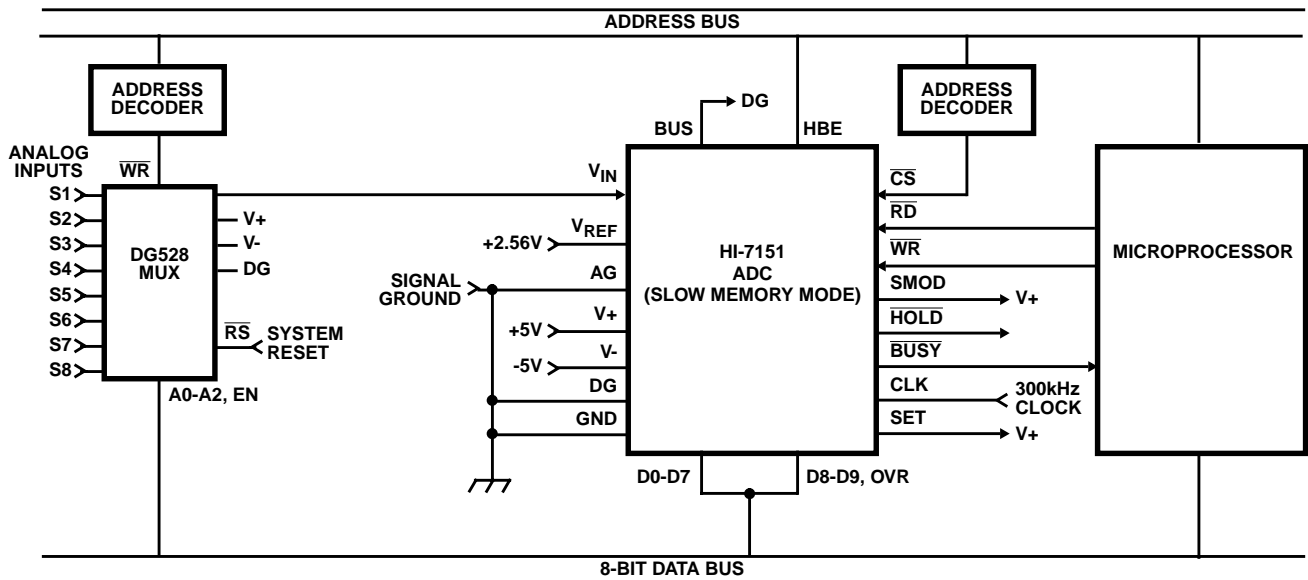 ADDRESS BUS
ADDRESS
DECODER
ANALOG
INPUTS
WR
S1
S2
S3
S4
S5
S6
S7
S8
DG528
MUX
V+
V-
DG
RS
SYSTEM
RESET
A0-A2, EN
BUS
DG
HBE
VIN
VREF
+2.56V
SIGNAL
GROUND
AG
V+
+5V
V-
-5V
DG
GND
HI-7151
ADC
(SLOW MEMORY MODE)
D0-D7
D8-D9, OVR
ADDRESS
DECODER
CS
RD
WR
SMOD
V+
HOLD
BUSY
CLK
300kHz
CLOCK
SET
V+
MICROPROCESSOR
8-BIT DATA BUS